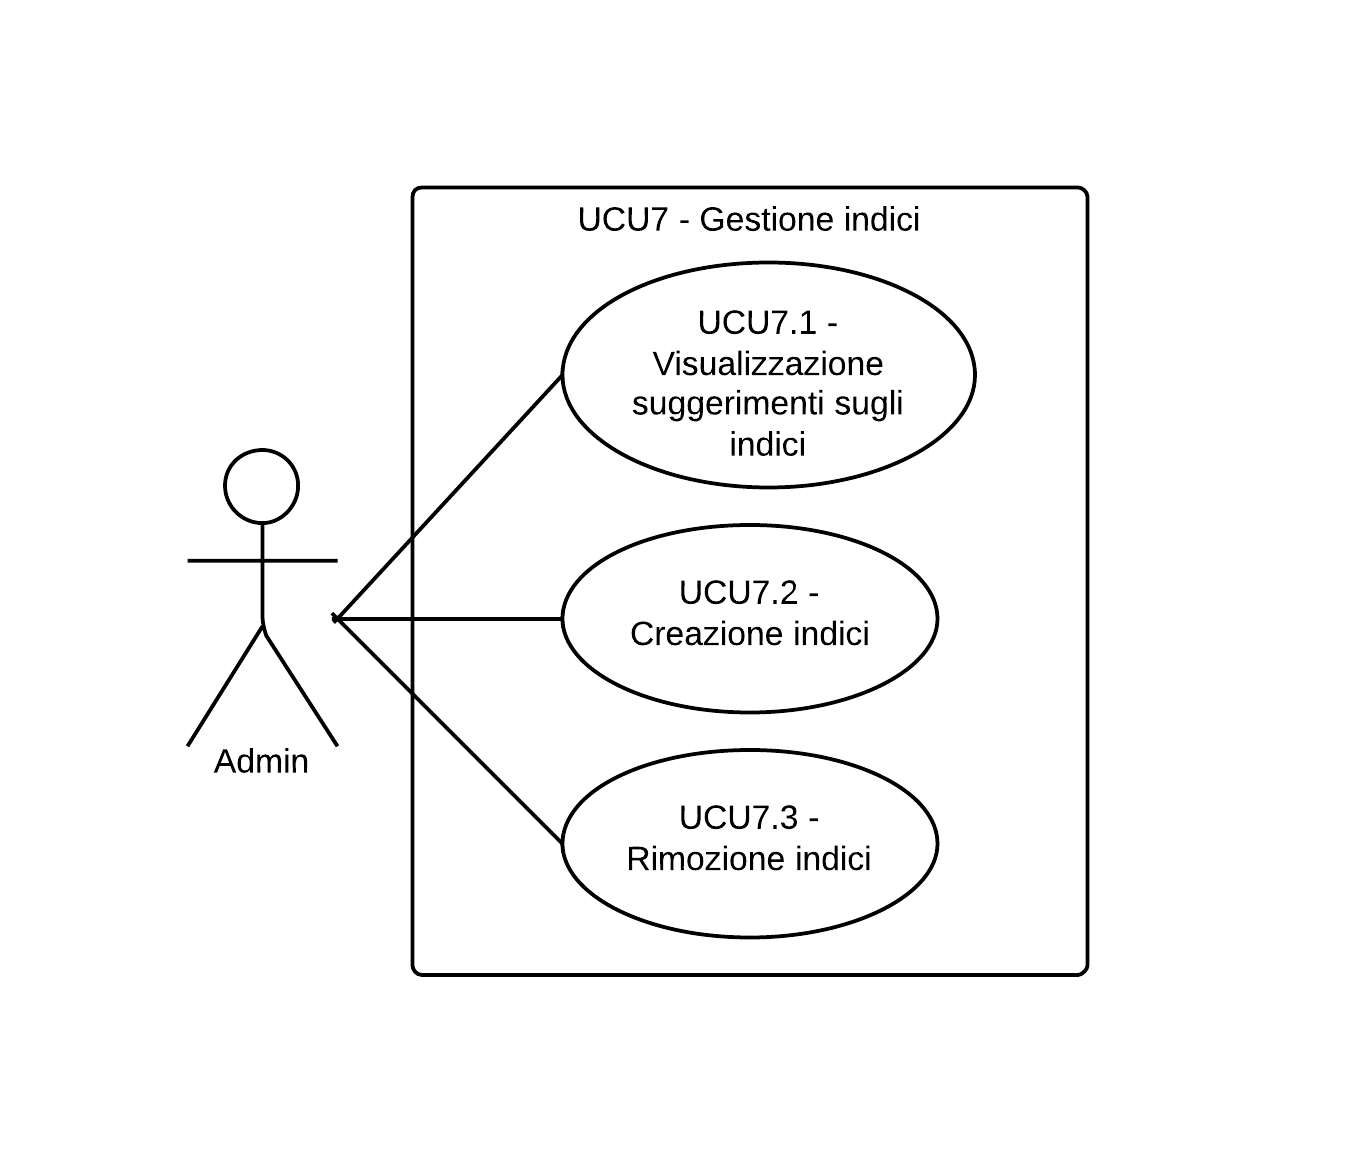 UCU7 - Gestione indici
UCU7.1 -
Visualizzazione
suggerimenti sugli
indici
UCU7.2 -
Creazione indici
Admin
UCU7.3 -
Rimozione indici